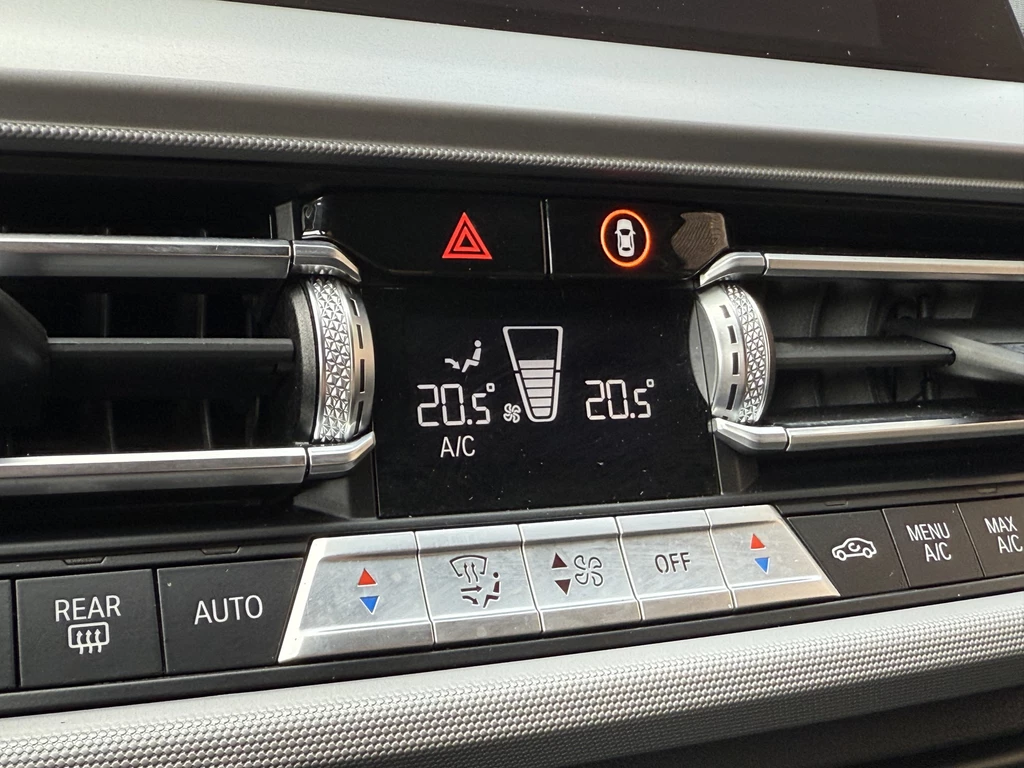 20.5° 20.5°
A/C
REAR
AUTO
OFF
MENU
A/C
MAX
A/C